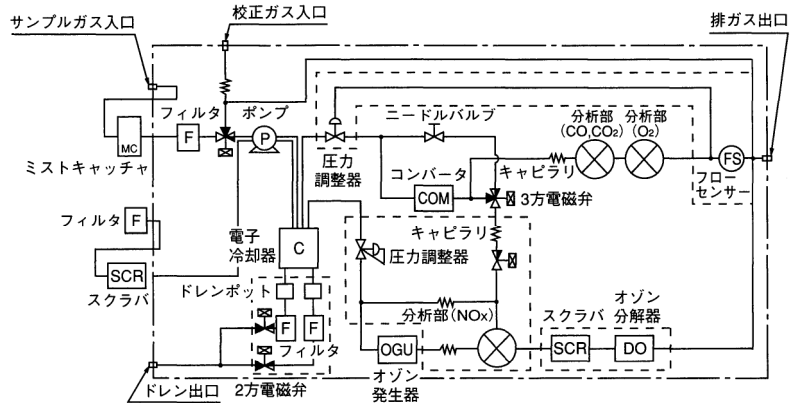 サンプルガス入口
校正ガス入口
排ガス出口
フィルタ
ポンプ
ニードルバルブ
分析部
(CO,CO₂)
分析部
(O₂)
MC
F
P
FS
ミストキャッチャ
圧力
調整器
コンバータ
COM
キャピラリ
フロー
センサー
3方電磁弁
フィルタ
F
SCR
スクラバ
電子
冷却器
C
キャピラリ
圧力調整器
ドレンポット
F
F
フィルタ
分析部(NOx)
スクラバ
オゾン
分解器
OGU
SCR
DO
オゾン
発生器
ドレン出口
2方電磁弁